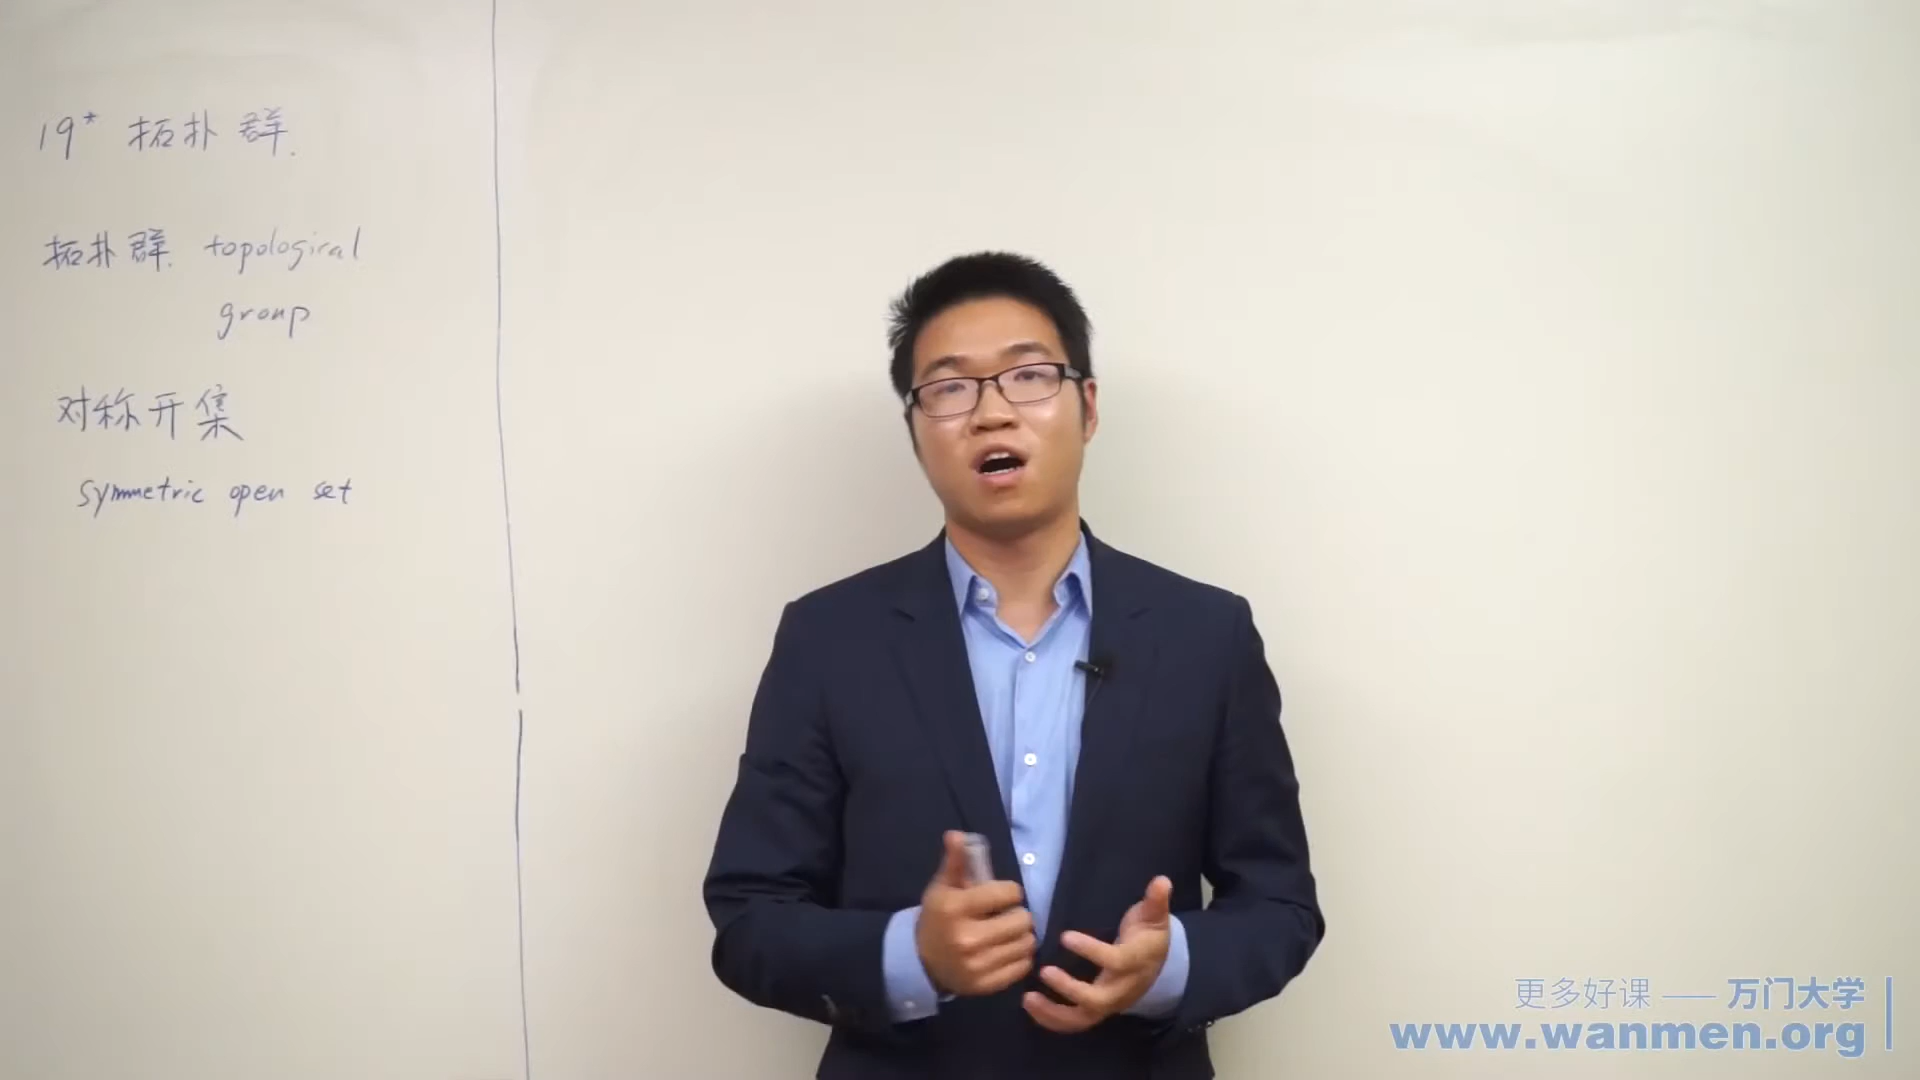 19* 拓扑群.
拓扑群. topological
group
对称开集
symmetric open set
更多好课 —— 万门大学
www.wanmen.org